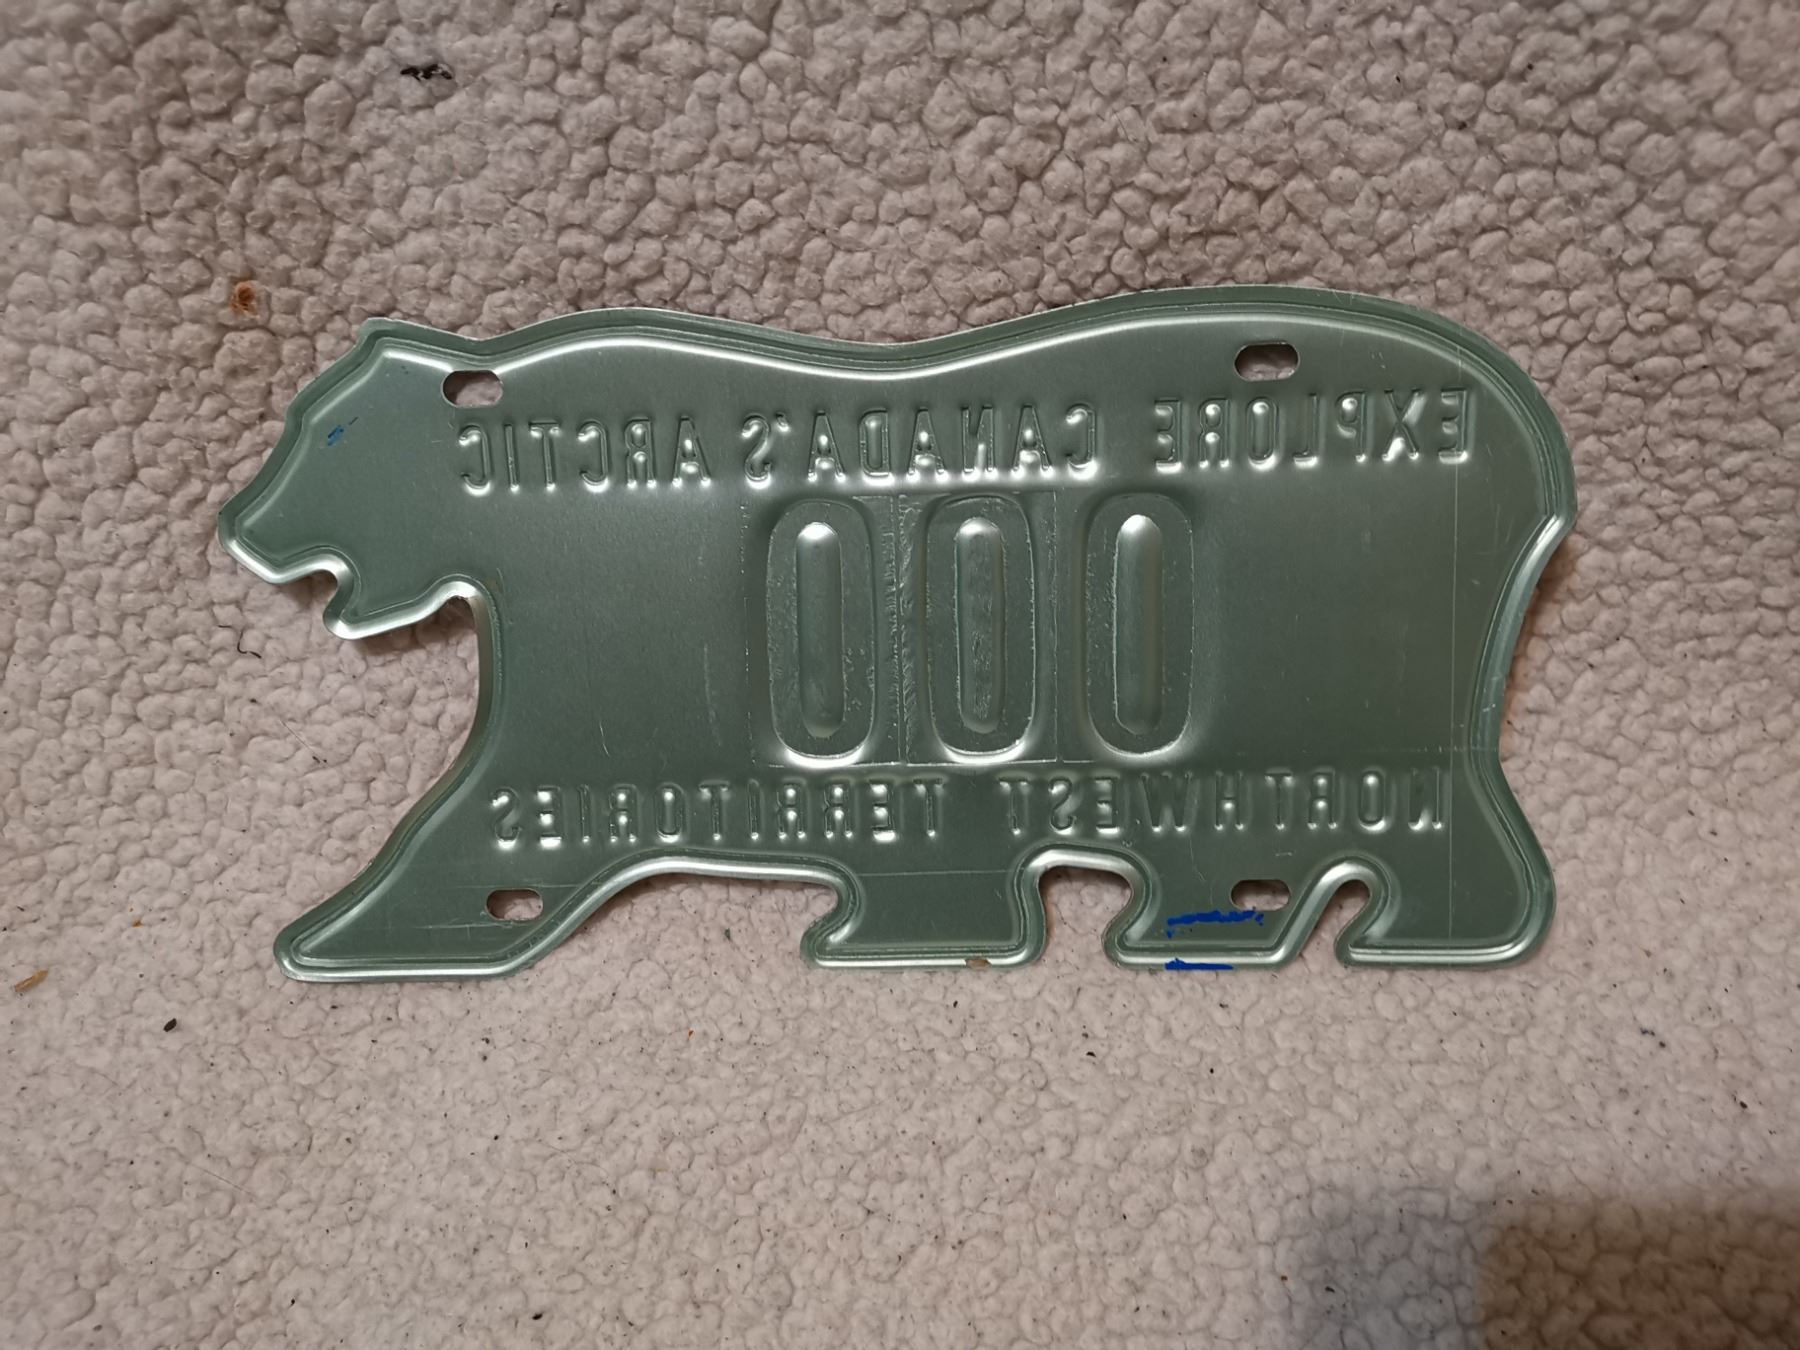 EXPLORE CANADA'S ARCTIC
000
NORTHWEST TERRITORIES